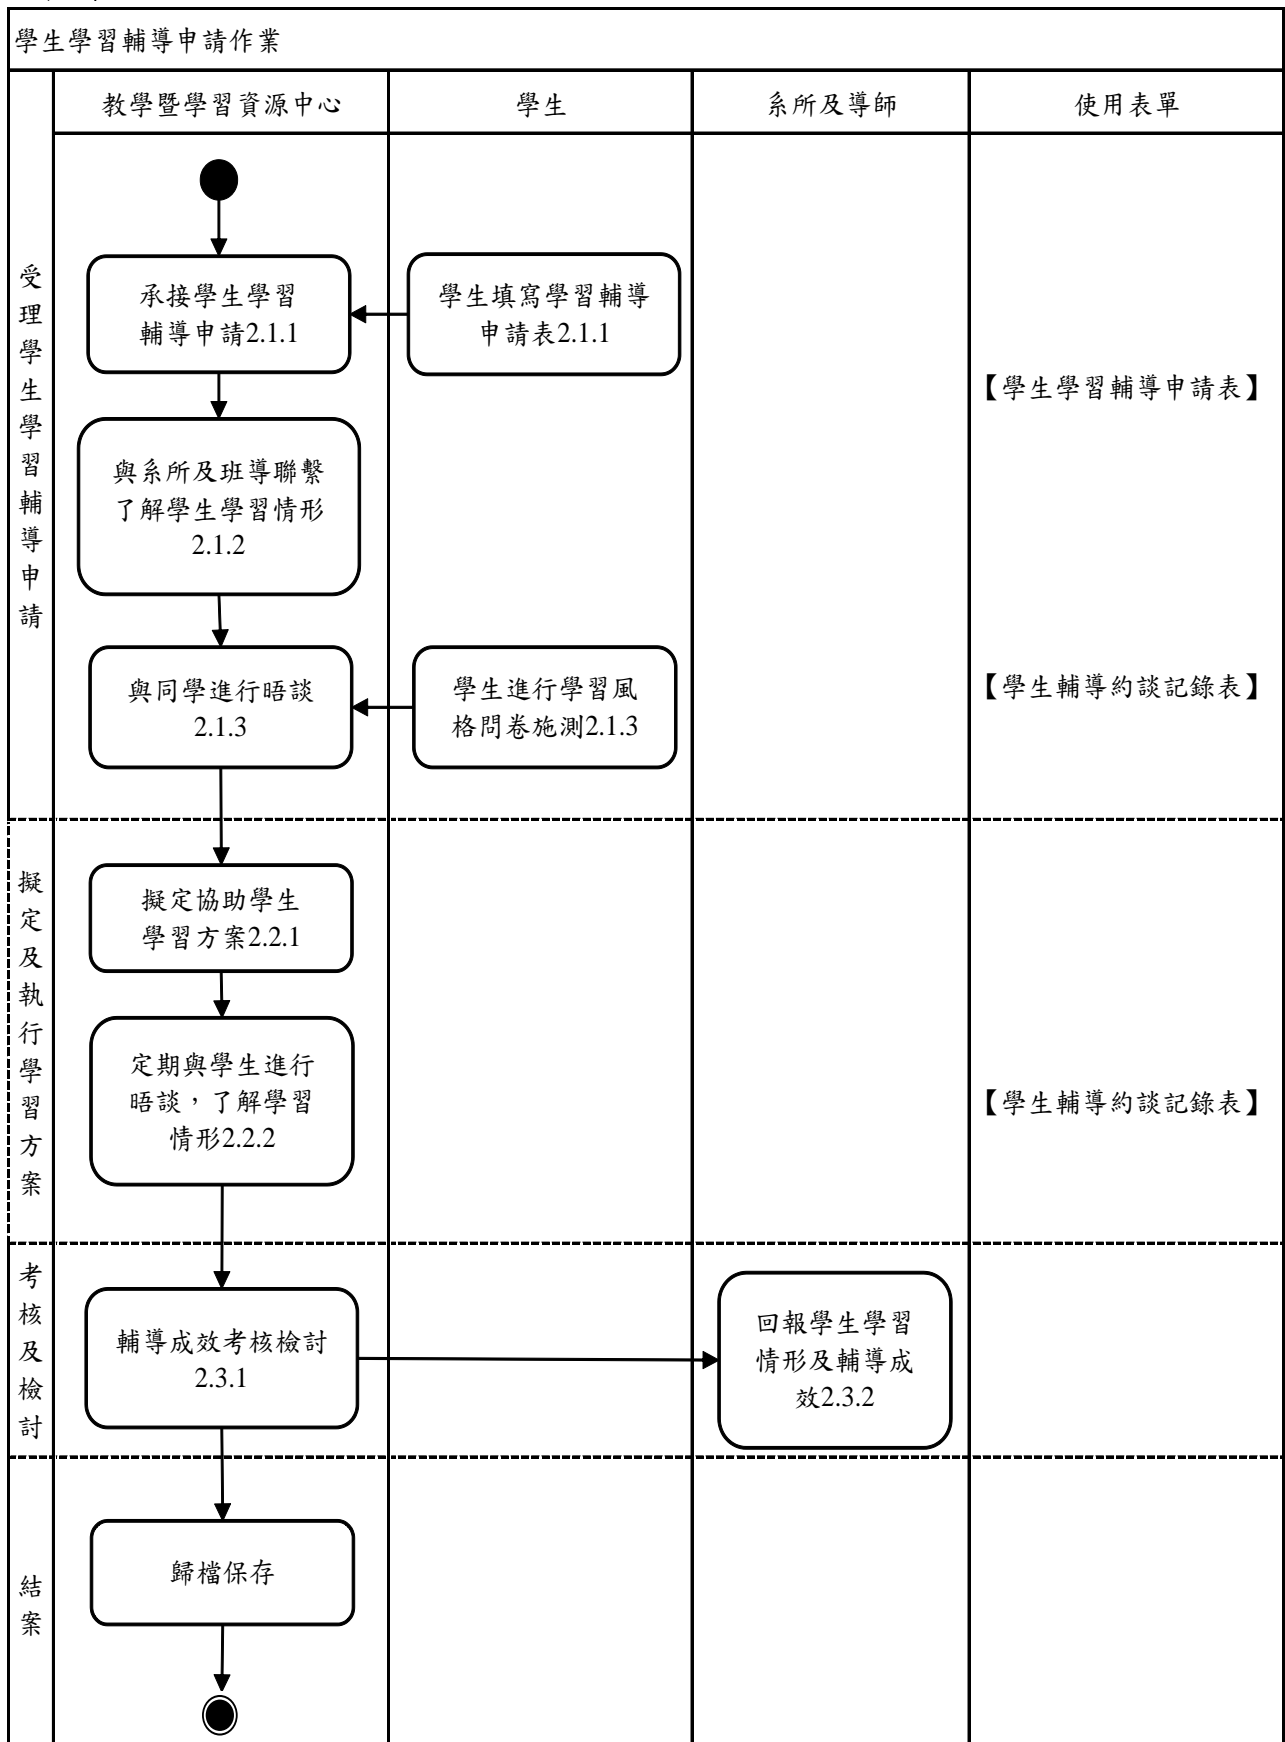 學生學習輔導申請作業
教學暨學習資源中心
學生
系所及導師
使用表單
受理學生學習輔導申請
承接學生學習
輔導申請2.1.1
學生填寫學習輔導
申請表2.1.1
【學生學習輔導申請表】
與系所及班導聯繫
了解學生學習情形
2.1.2
與同學進行晤談
2.1.3
學生進行學習風
格問卷施測2.1.3
【學生輔導約談記錄表】
擬定及執行學習方案
擬定協助學生
學習方案2.2.1
定期與學生進行
晤談，了解學習
情形2.2.2
【學生輔導約談記錄表】
考核及檢討
輔導成效考核檢討
2.3.1
回報學生學習
情形及輔導成
效2.3.2
結案
歸檔保存